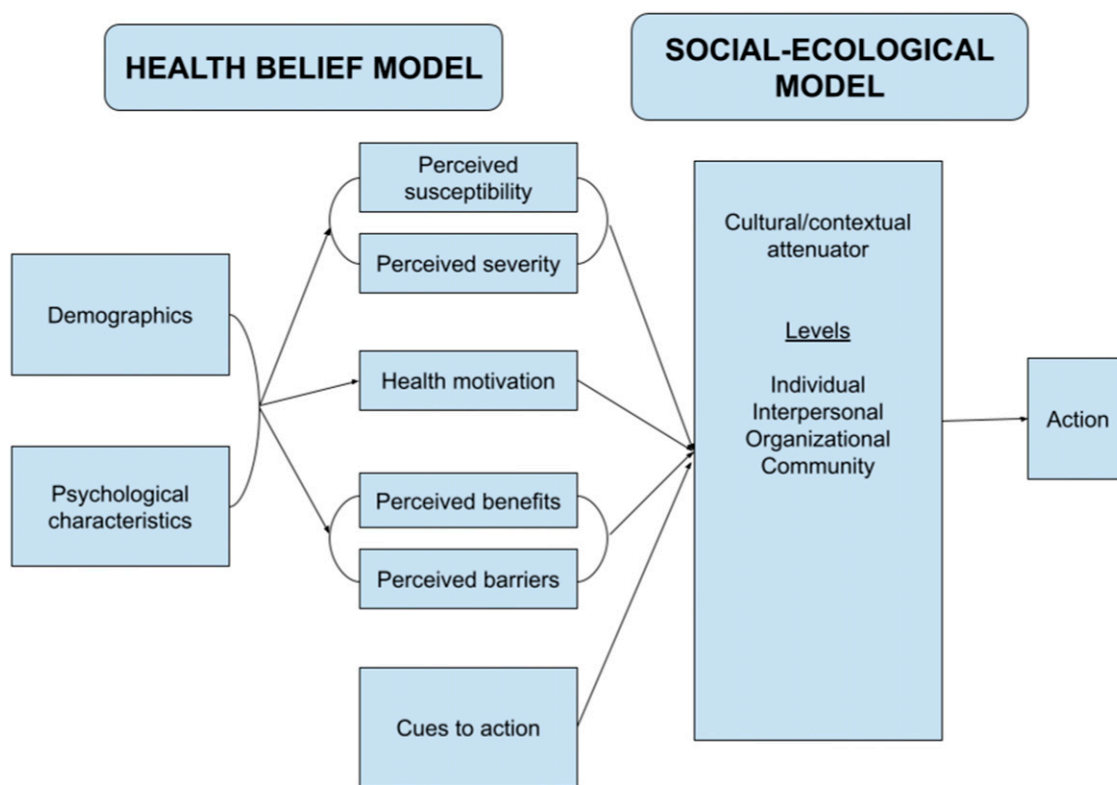 HEALTH BELIEF MODEL
SOCIAL-ECOLOGICAL
MODEL
Demographics
Psychological
characteristics
Perceived
susceptibility
Perceived severity
Health motivation
Perceived benefits
Perceived barriers
Cues to action
Cultural/contextual
attenuator
Levels
Individual
Interpersonal
Organizational
Community
Action